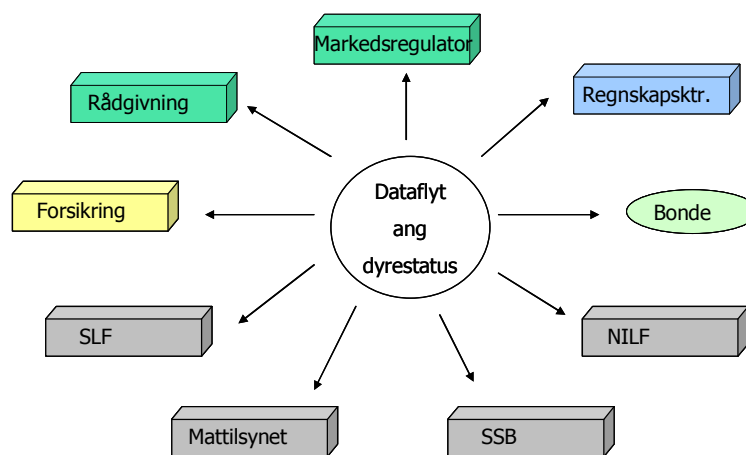 Markedsregulator
Rådgivning
Regnskapsktr.
Forsikring
Dataflyt
ang
dyrestatus
Bonde
SLF
NILF
Mattilsynet
SSB